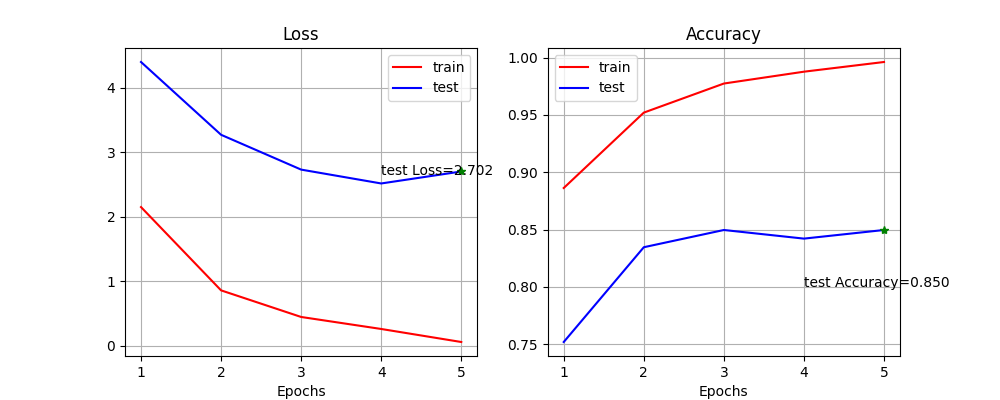 Loss
train
test
4
3
2
1
0
test Loss=2.702
1 2 3 4 5
Epochs
Accuracy
train
test
1.00
0.95
0.90
0.85
0.80
0.75
test Accuracy=0.850
1 2 3 4 5
Epochs